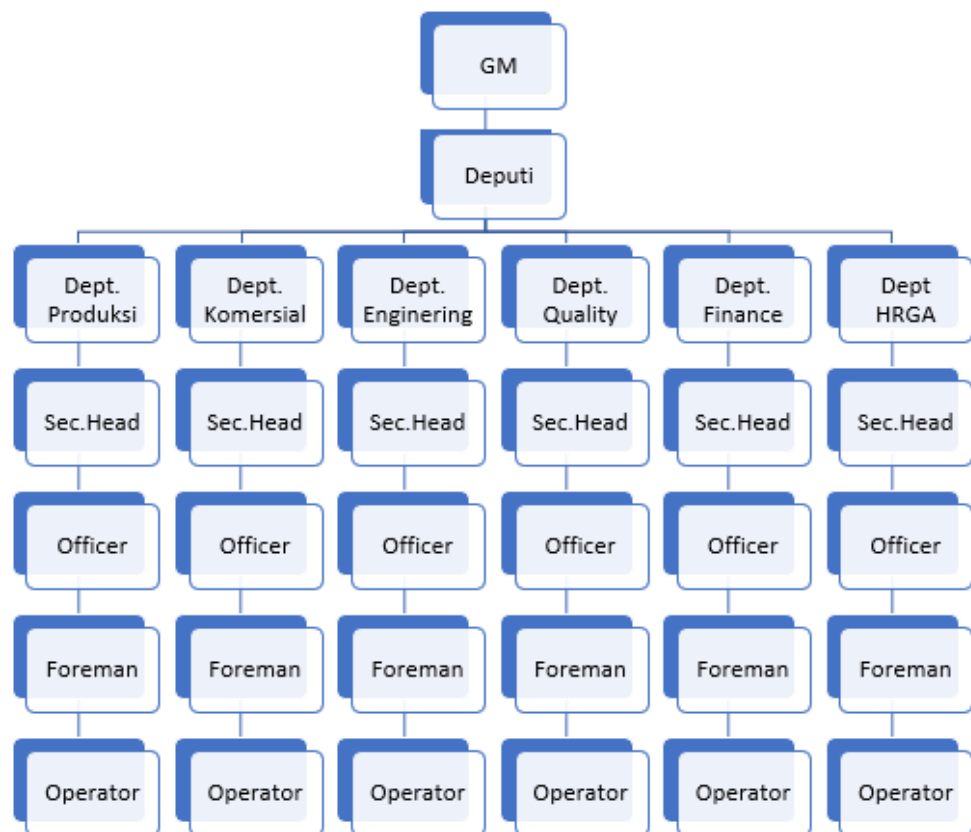 GM
Deputi
Dept.
Produksi
Dept.
Komersial
Dept.
Enginering
Dept.
Quality
Dept.
Finance
Dept
HRGA
Sec.Head
Sec.Head
Sec.Head
Sec.Head
Sec.Head
Sec.Head
Officer
Officer
Officer
Officer
Officer
Officer
Foreman
Foreman
Foreman
Foreman
Foreman
Foreman
Operator
Operator
Operator
Operator
Operator
Operator